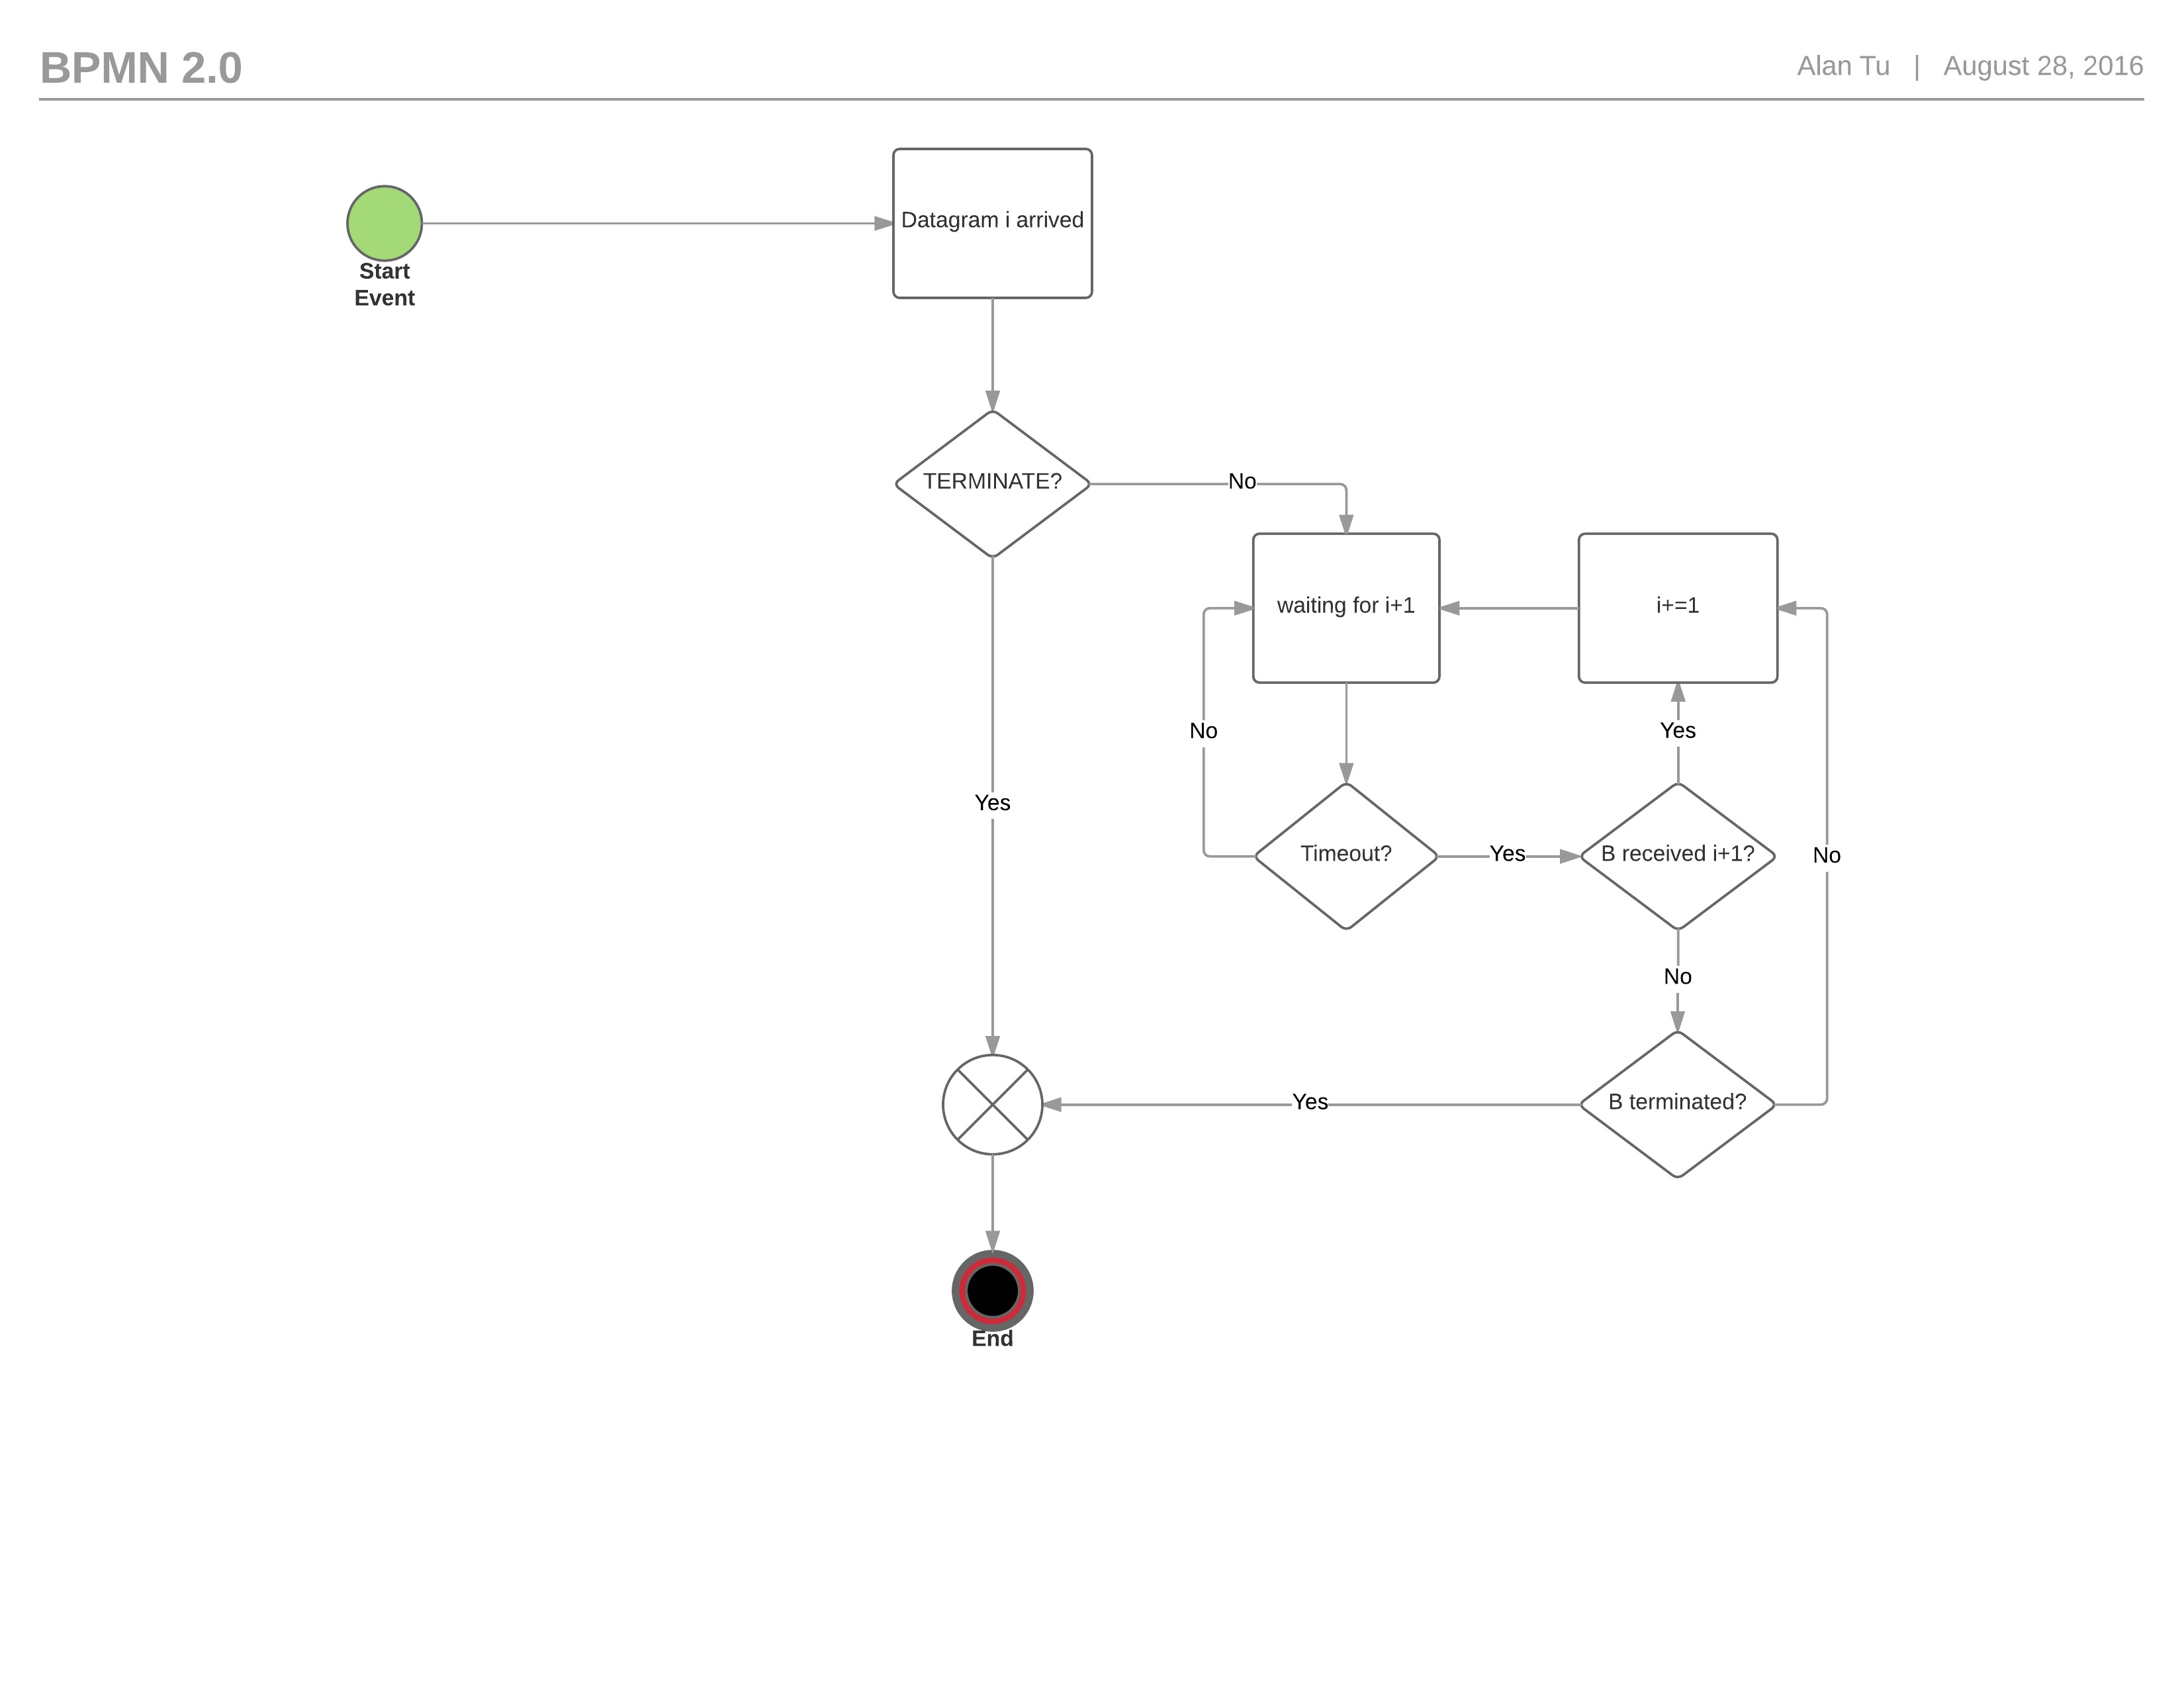 BPMN 2.0
Alan Tu | August 28, 2016
Datagram i arrived
Start
Event
TERMINATE?
No
waiting for i+1
i+=1
No
Yes
Yes
Timeout?
Yes
B received i+1?
No
No
B terminated?
Yes
End